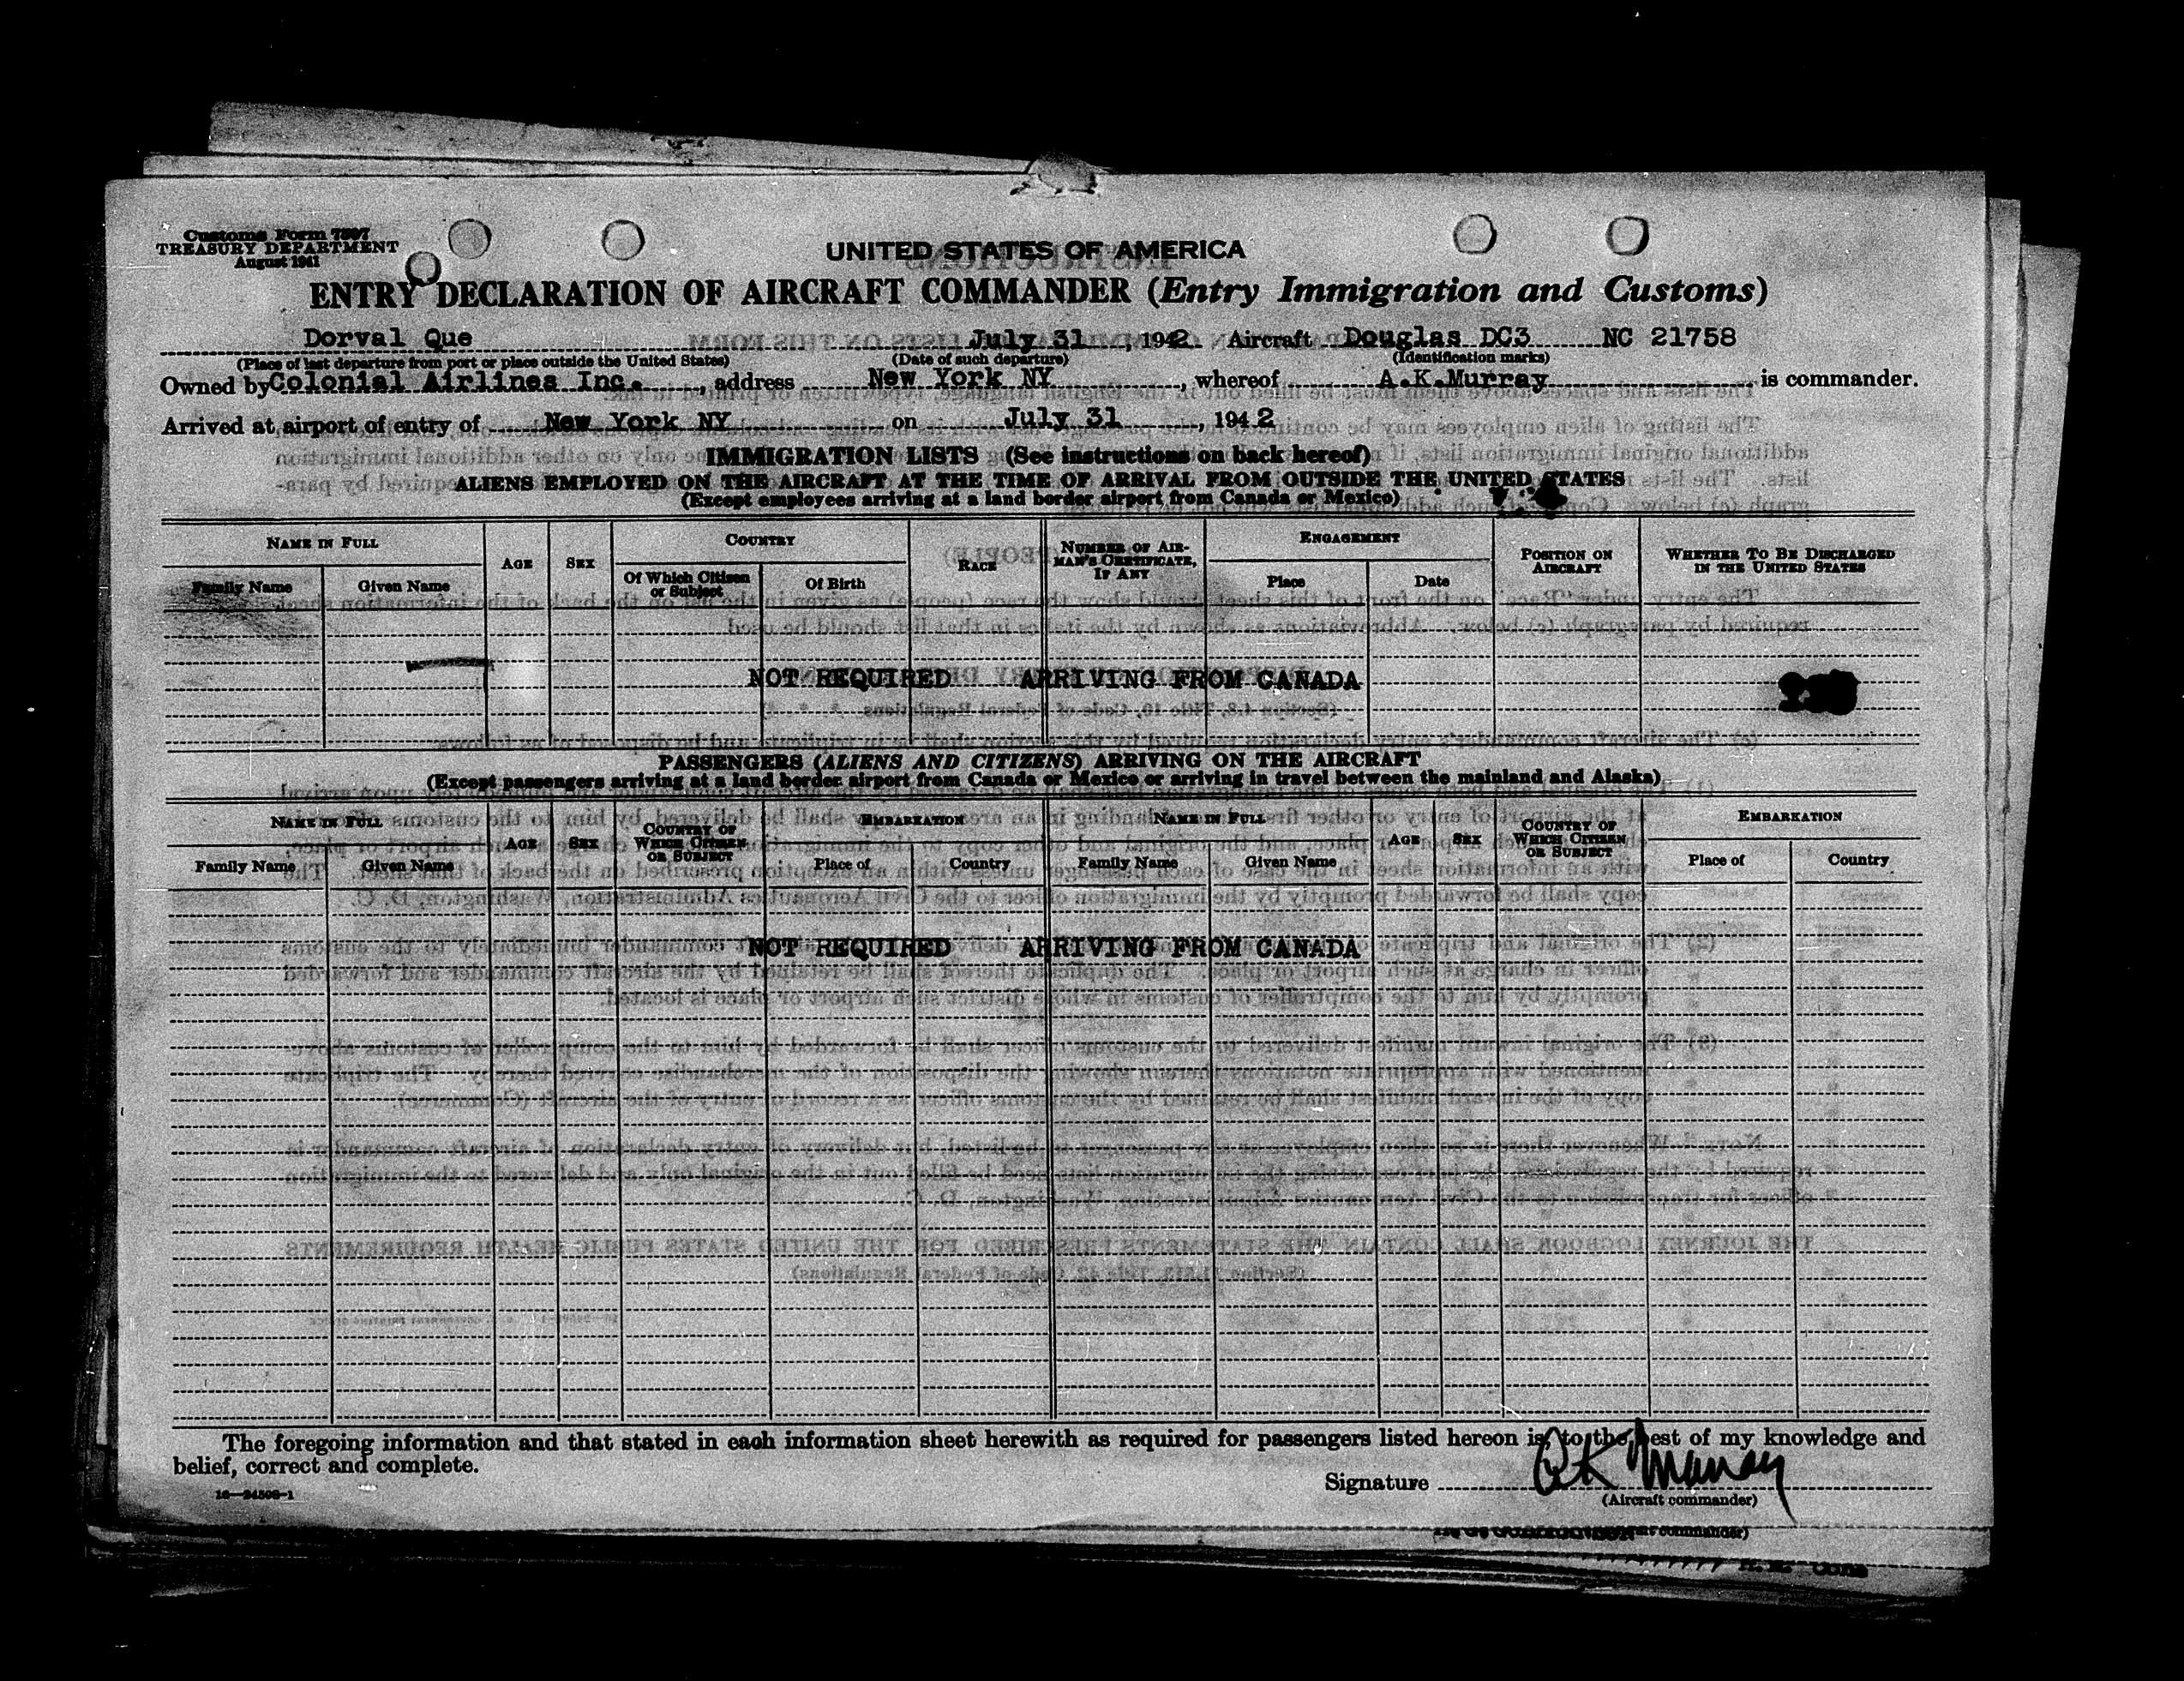 Customs Form 7507
TREASURY DEPARTMENT
August 1941
UNITED STATES OF AMERICA
ENTRY DECLARATION OF AIRCRAFT COMMANDER (Entry Immigration and Customs)
Dorval Que July 31, 1942 Aircraft Douglas DC3 NC 21758
(Place of last departure from port or place outside the United States) (Date of such departure) (Identification marks)
Owned by Colonial Airlines Inc., address New York NY, whereof A.K.Murray is commander.
Arrived at airport of entry of New York NY on July 31, 1942
IMMIGRATION LISTS (See instructions on back hereof)
ALIENS EMPLOYED ON THE AIRCRAFT AT THE TIME OF ARRIVAL FROM OUTSIDE THE UNITED STATES
(Except employees arriving at a land border airport from Canada or Mexico)
NAME IN FULL AGE SEX COUNTRY RACE NUMBER OF AIRMAN'S CERTIFICATE, IF ANY ENGAGEMENT POSITION ON AIRCRAFT WHETHER TO BE DISCHARGED IN THE UNITED STATES
Family Name Given Name Of Which Citizen or Subject Of Birth Place Date
NOT REQUIRED ARRIVING FROM CANADA
PASSENGERS (ALIENS AND CITIZENS) ARRIVING ON THE AIRCRAFT
(Except passengers arriving at a land border airport from Canada or Mexico or arriving in travel between the mainland and Alaska)
NAME IN FULL AGE SEX COUNTRY OF WHICH CITIZEN OR SUBJECT EMBARKATION NAME IN FULL AGE SEX COUNTRY OF WHICH CITIZEN OR SUBJECT EMBARKATION
Family Name Given Name Place of Country Family Name Given Name Place of Country
NOT REQUIRED ARRIVING FROM CANADA
The foregoing information and that stated in each information sheet herewith as required for passengers listed hereon is, to the best of my knowledge and
belief, correct and complete.
Signature AK Murray
(Aircraft commander)
16—24598-1